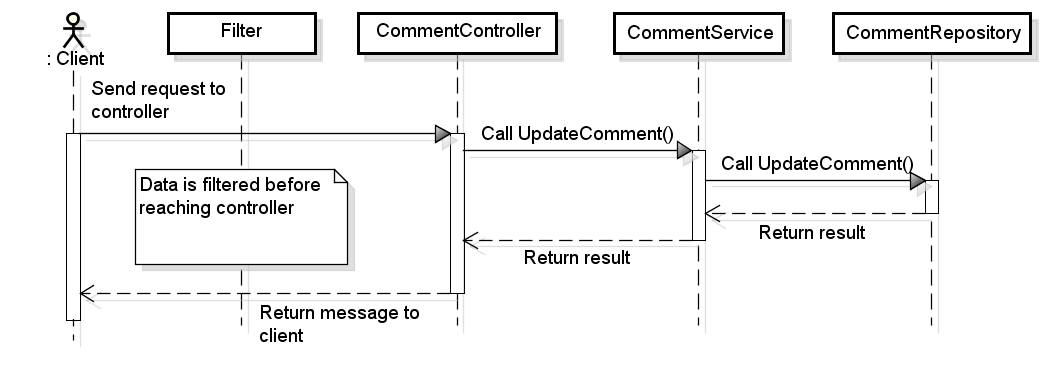 : Client
Filter
CommentController
CommentService
CommentRepository
Send request to
controller
Call UpdateComment()
Call UpdateComment()
Data is filtered before
reaching controller
Return result
Return result
Return message to
client